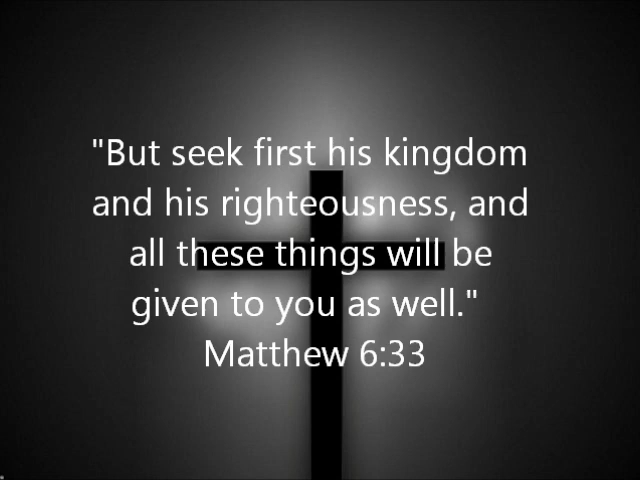 "But seek first his kingdom
and his righteousness, and
all these things will be
given to you as well."
Matthew 6:33